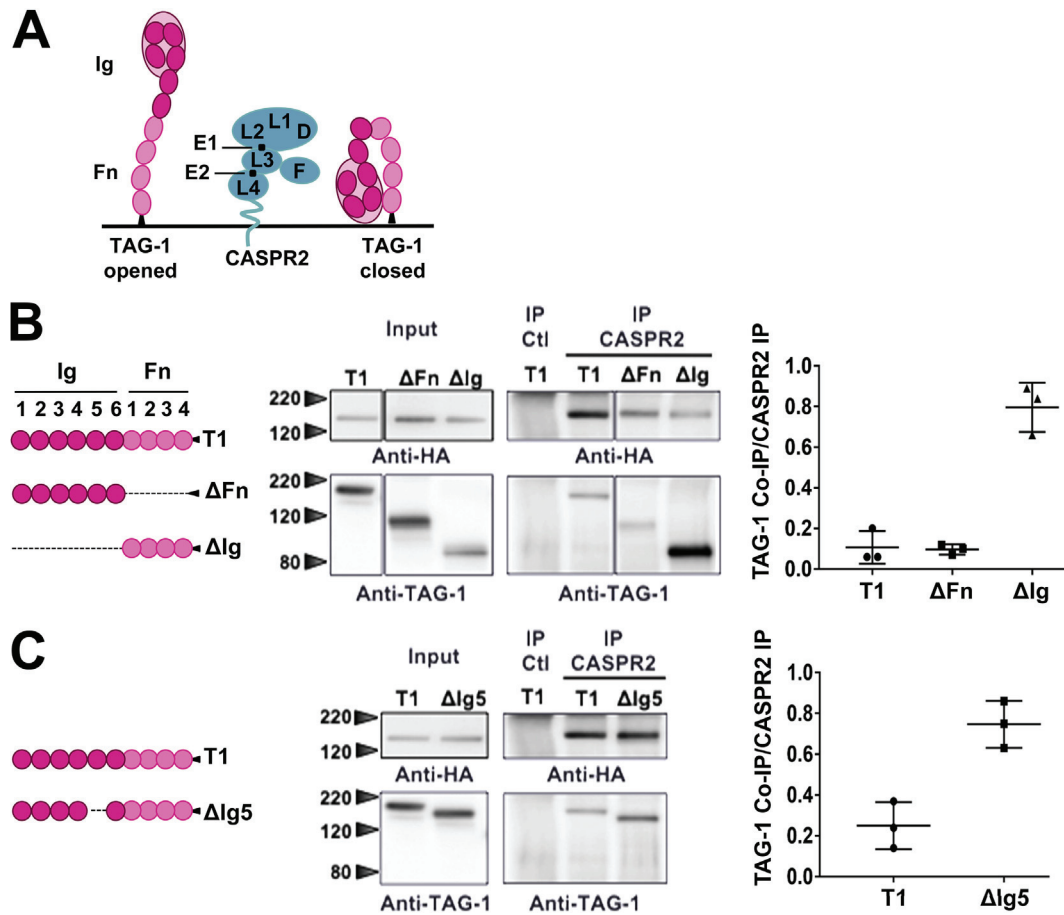 A
Ig
Fn
E1
E2
L2 L1 D
L3
F
L4
TAG-1
opened
CASPR2
TAG-1
closed
B
Ig Fn
1 2 3 4 5 6 1 2 3 4
T1
ΔFn
ΔIg
Input
T1 ΔFn ΔIg
220
120
Anti-HA
220
120
80
Anti-TAG-1
IP
Ctl
IP
CASPR2
T1 T1 ΔFn ΔIg
Anti-HA
Anti-TAG-1
TAG-1 Co-IP/CASPR2 IP
1.0
0.8
0.6
0.4
0.2
0.0
T1 ΔFn ΔIg
C
T1
ΔIg5
Input
T1 ΔIg5
220
120
Anti-HA
220
120
80
Anti-TAG-1
IP
Ctl
IP
CASPR2
T1 T1 ΔIg5
Anti-HA
Anti-TAG-1
TAG-1 Co-IP/CASPR2 IP
1.0
0.8
0.6
0.4
0.2
0.0
T1 ΔIg5